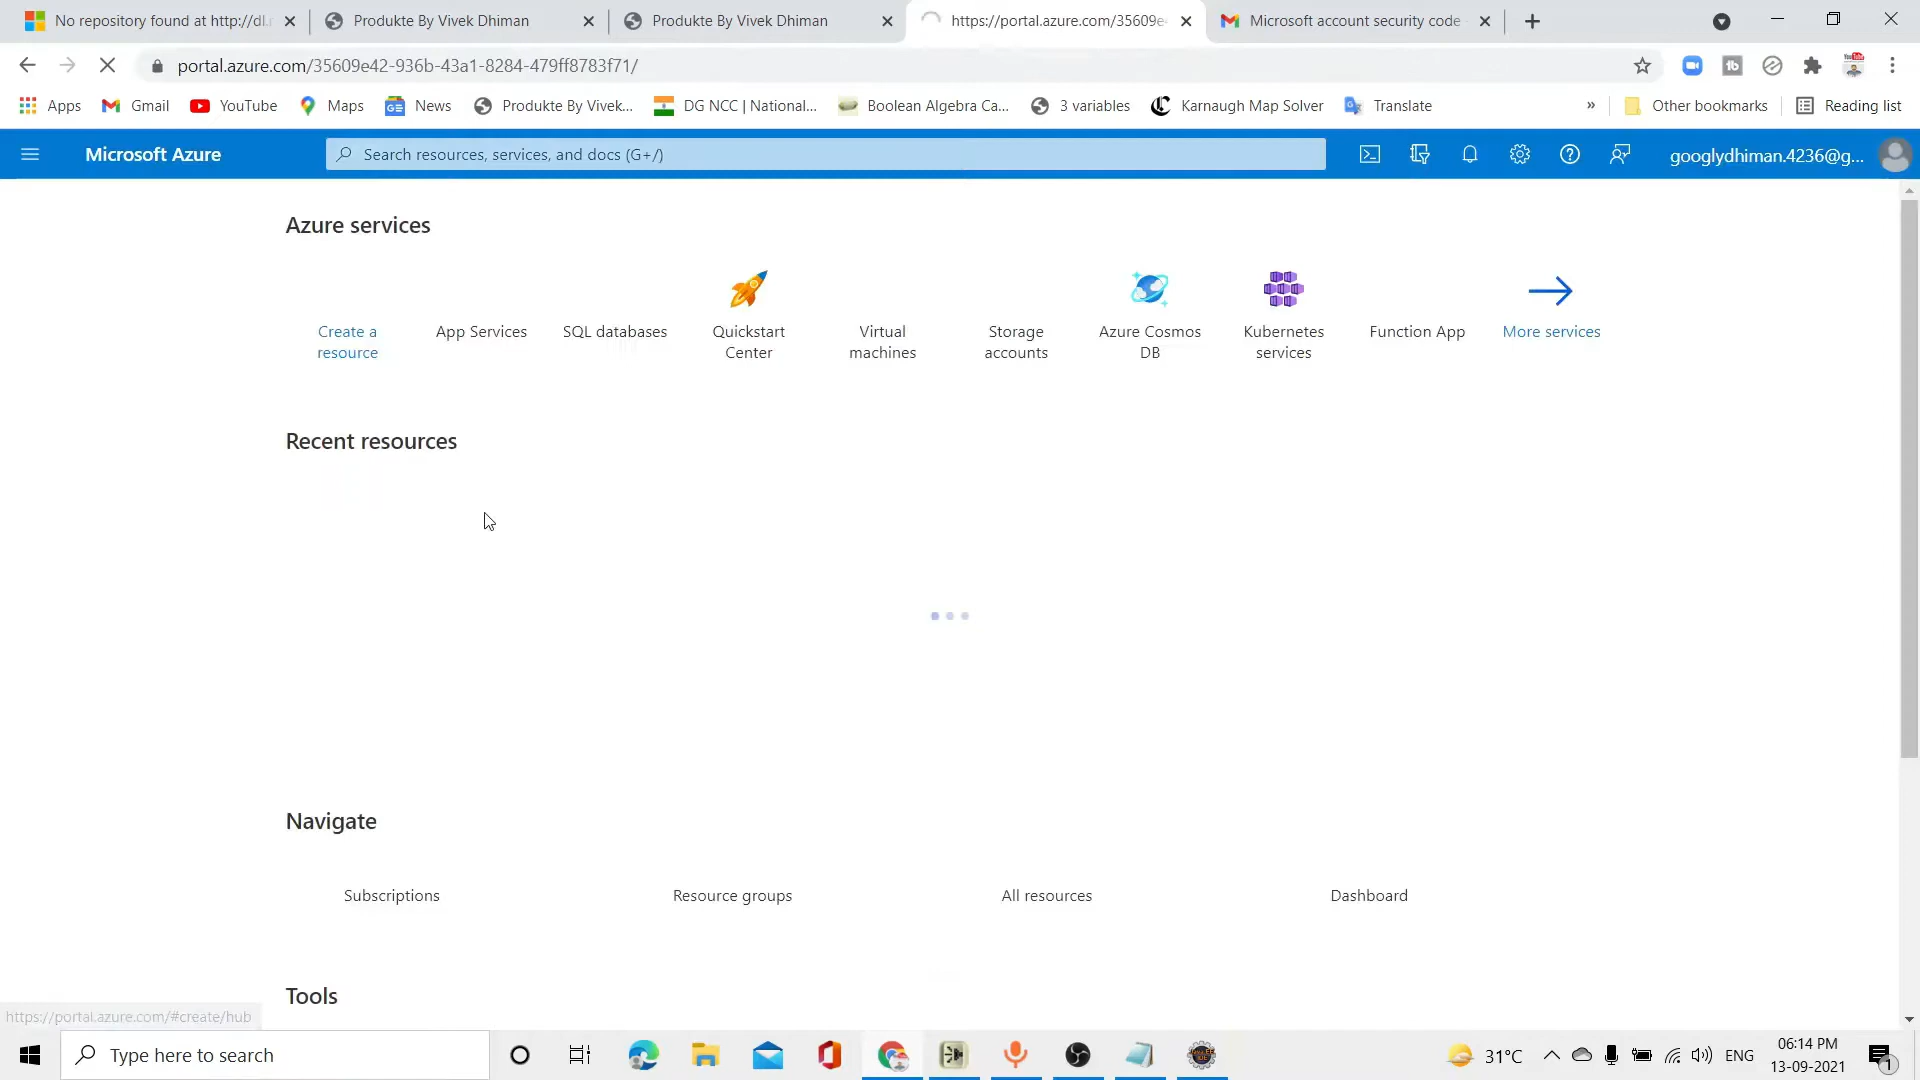 No repository found at http://dl.
Produkte By Vivek Dhiman
Produkte By Vivek Dhiman
https://portal.azure.com/35609e4
Microsoft account security code
portal.azure.com/35609e42-936b-43a1-8284-479ff8783f71/
Apps
Gmail
YouTube
Maps
News
Produkte By Vivek...
DG NCC | National...
Boolean Algebra Ca...
3 variables
Karnaugh Map Solver
Translate
»
Other bookmarks
Reading list
Microsoft Azure
Search resources, services, and docs (G+/)
googlydhiman.4236@g...
Azure services
Create a
resource
App Services
SQL databases
Quickstart
Center
Virtual
machines
Storage
accounts
Azure Cosmos
DB
Kubernetes
services
Function App
More services
Recent resources
Navigate
Subscriptions
Resource groups
All resources
Dashboard
Tools
https://portal.azure.com/#create/hub
Type here to search
31°C
ENG
06:14 PM
13-09-2021
1